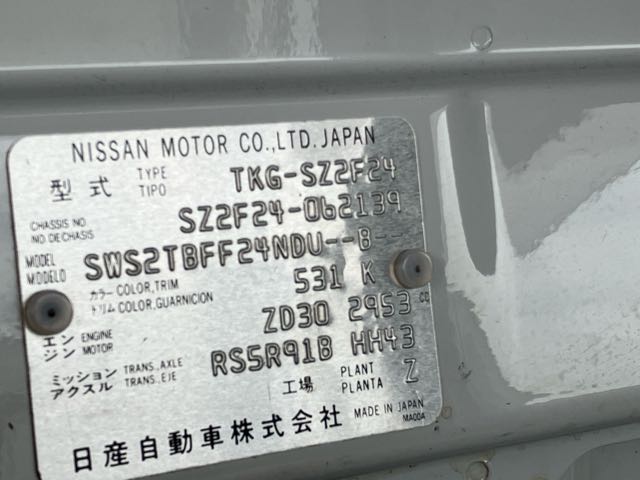 NISSAN MOTOR CO.,LTD. JAPAN
型式 TYPE TIPO TKG-SZ2F24
CHASSIS NO NO DE CHASIS SZ2F24-062139
MODEL MODELO SWS2TBFFF24NDU--B-
カラー COLOR,TRIM トリム COLOR,GUARNICION 531 K
エンジン ENGINE MOTOR ZD30 2953 cc
ミッション アクスル TRANS.,AXLE TRANS.,EJE RS5R91B HH43
工場 PLANT PLANTA Z
日産自動車株式会社 MADE IN JAPAN
MA00A